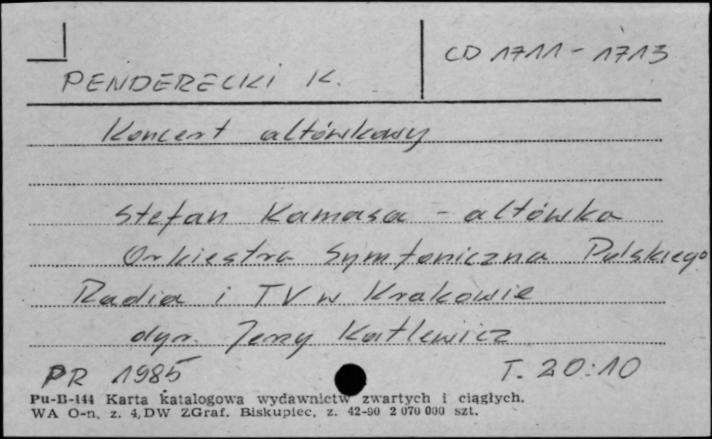 CD 1711-1713
PENDERECKI K.
Koncert altówkowy
Stefan Kamasa - altówka
Orkiestra Symfoniczna Polskiego
Radia i TV w Krakowie
dyr. Jerzy Katlewicz
PR 1985 T. 20:10
Pu-B-144 Karta katalogowa wydawnictw zwartych i ciągłych.
WA O-n, z. 4, DW ZGraf. Biskupiec, z. 42-90 2 070 000 szt.